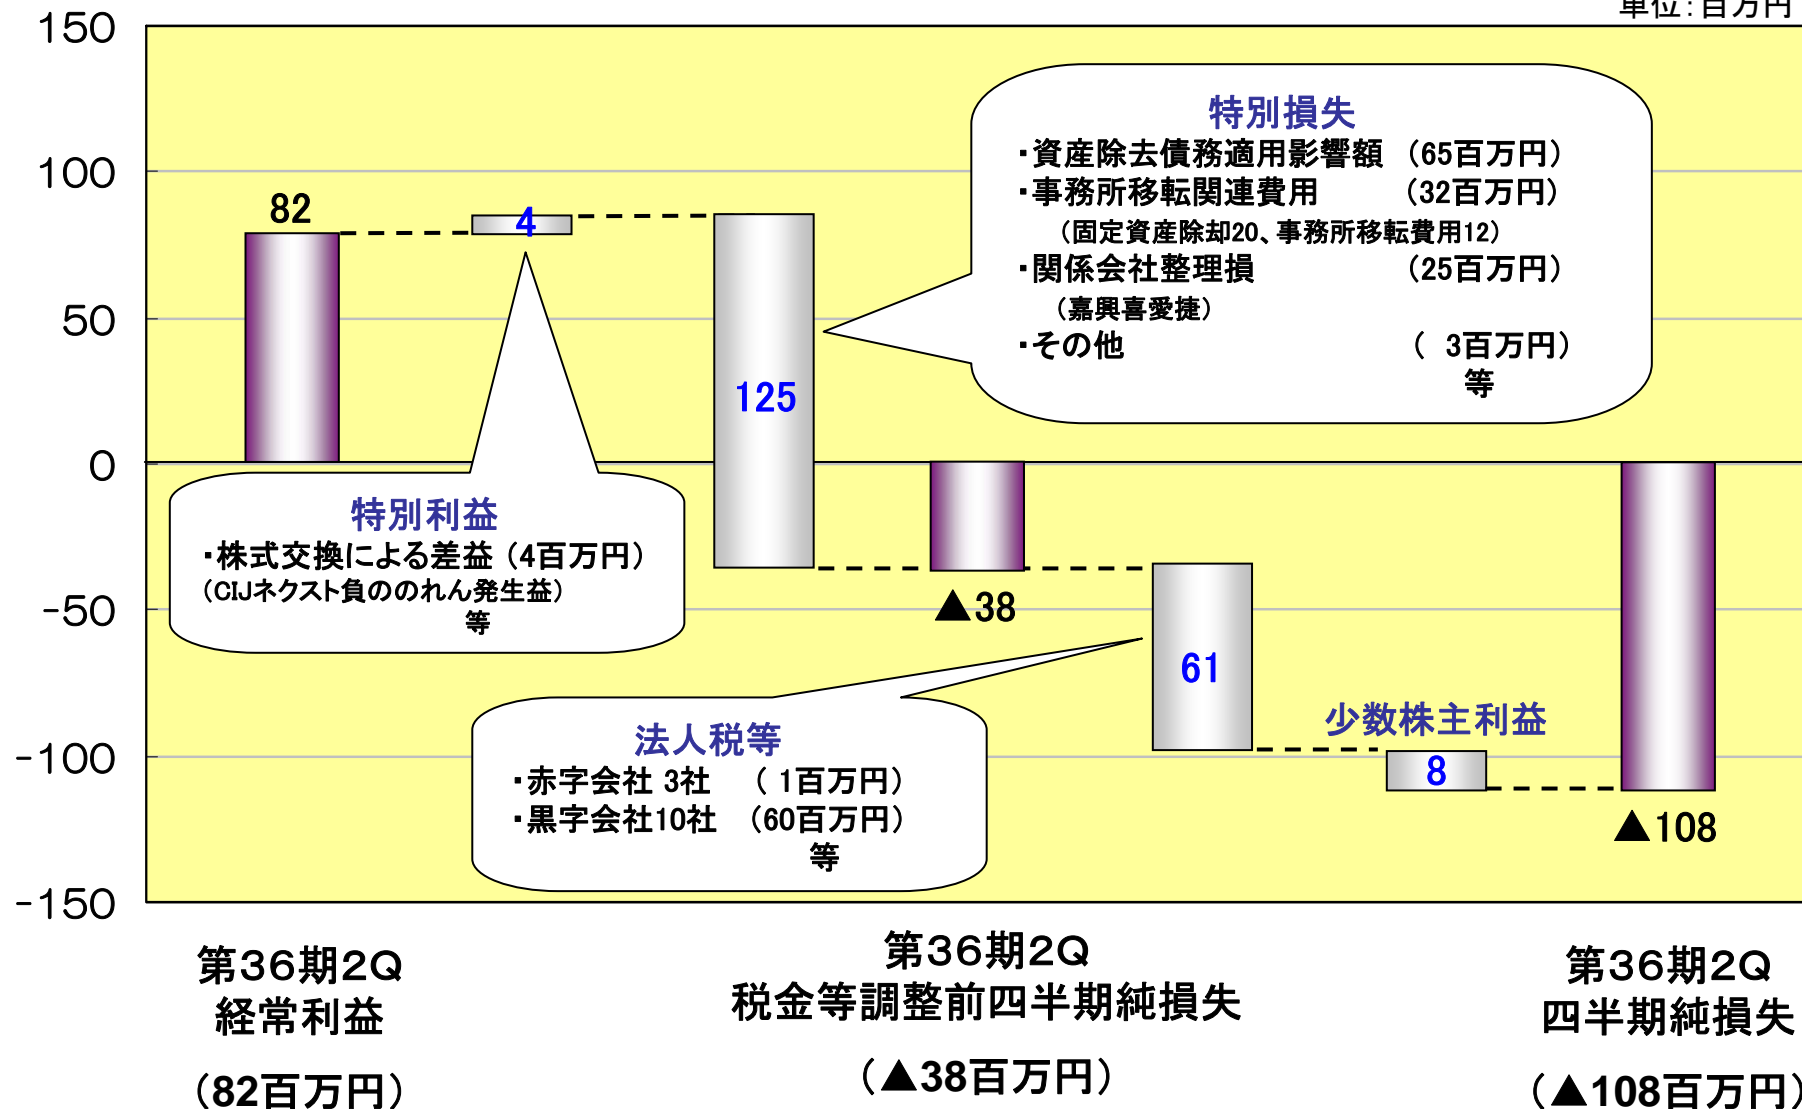 単位:百万円
150
100
50
0
-50
-100
-150
82
4
125
▲38
61
8
▲108
特別損失
・資産除去債務適用影響額 (65百万円)
・事務所移転関連費用 (32百万円)
(固定資産除却20、事務所移転費用12)
・関係会社整理損 (25百万円)
(嘉興喜愛捷)
・その他 ( 3百万円)
等
特別利益
・株式交換による差益 (4百万円)
(CIJネクスト負ののれん発生益)
等
法人税等
・赤字会社 3社 ( 1百万円)
・黒字会社10社 (60百万円)
等
少数株主利益
第36期2Q
経常利益
(82百万円)
第36期2Q
税金等調整前四半期純損失
(▲38百万円)
第36期2Q
四半期純損失
(▲108百万円)